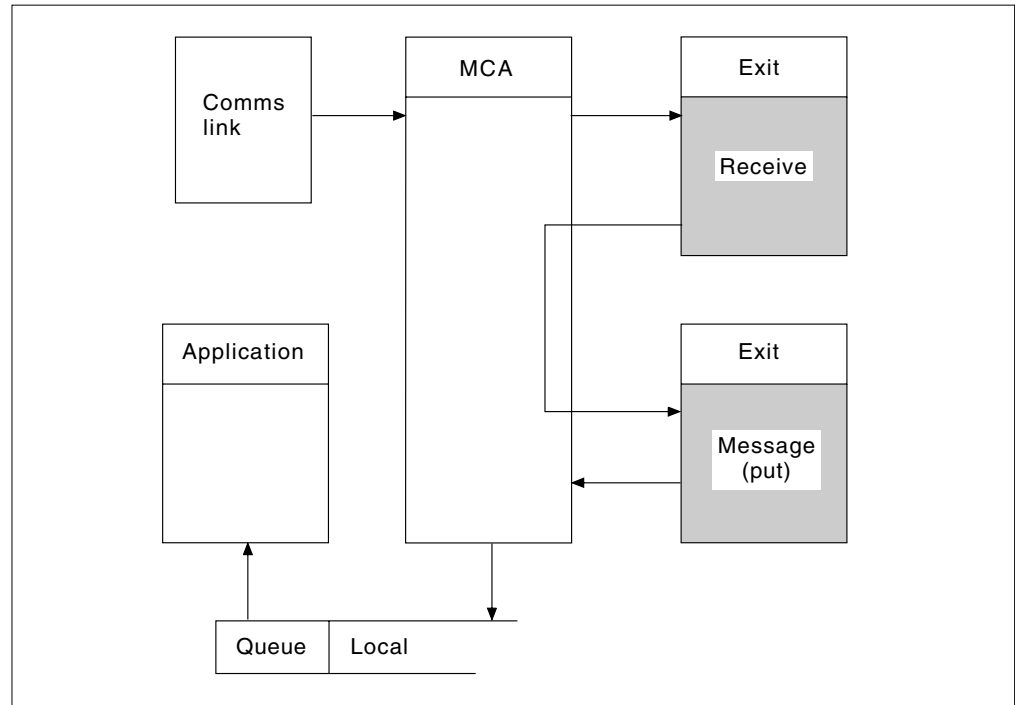 MCA
Exit
Comms
link
Receive
Application
Exit
Message
(put)
Queue
Local